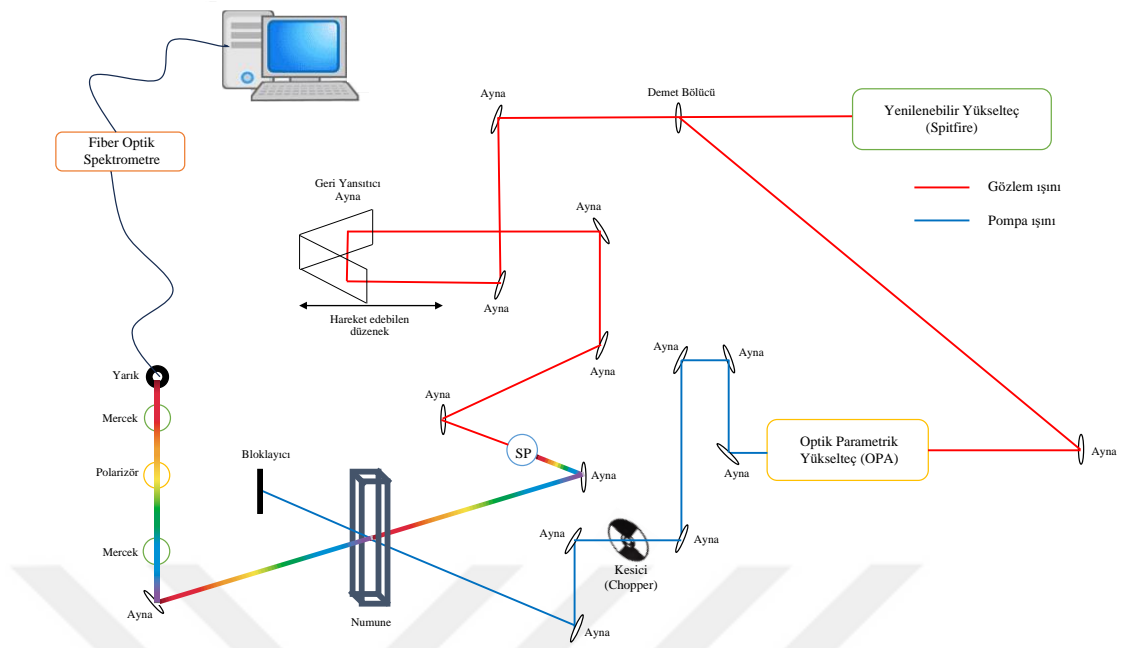 Ayna
Demet Bölücü
Yenilenebilir Yükselteç
(Spitfire)
Fiber Optik
Spektrometre
Geri Yansıtıcı
Ayna
Ayna
Gözlem ışını
Pompa ışını
Ayna
Hareket edebilen
düzenek
Ayna
Ayna
Ayna
Yarık
Mercek
Ayna
Polarizör
Bloklayıcı
SP
Ayna
Ayna
Optik Parametrik
Yükselteç (OPA)
Ayna
Mercek
Ayna
Ayna
Kesici
(Chopper)
Ayna
Numune
Ayna